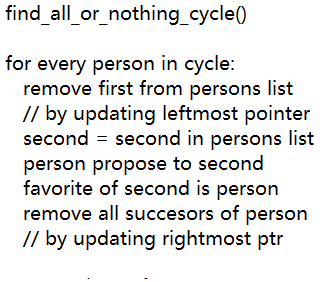 find_all_or_nothing_cycle()
for every person in cycle:
remove first from persons list
// by updating leftmost pointer
second = second in persons list
person propose to second
favorite of second is person
remove all succesors of person
// by updating rightmost ptr